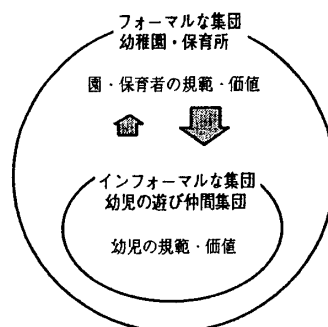 フォーマルな集団
幼稚園・保育所
園・保育者の規範・価値
インフォーマルな集団
幼児の遊び仲間集団
幼児の規範・価値